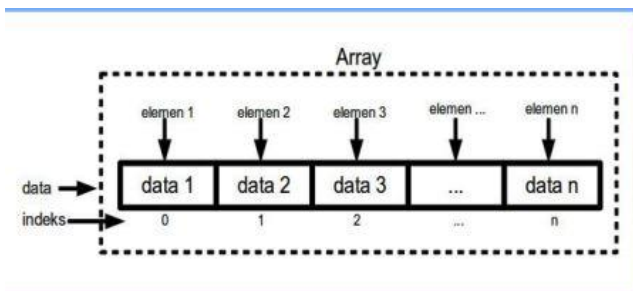 Array
elemen 1 elemen 2 elemen 3 elemen ... elemen n
data data 1 data 2 data 3 ... data n
indeks 0 1 2 ... n